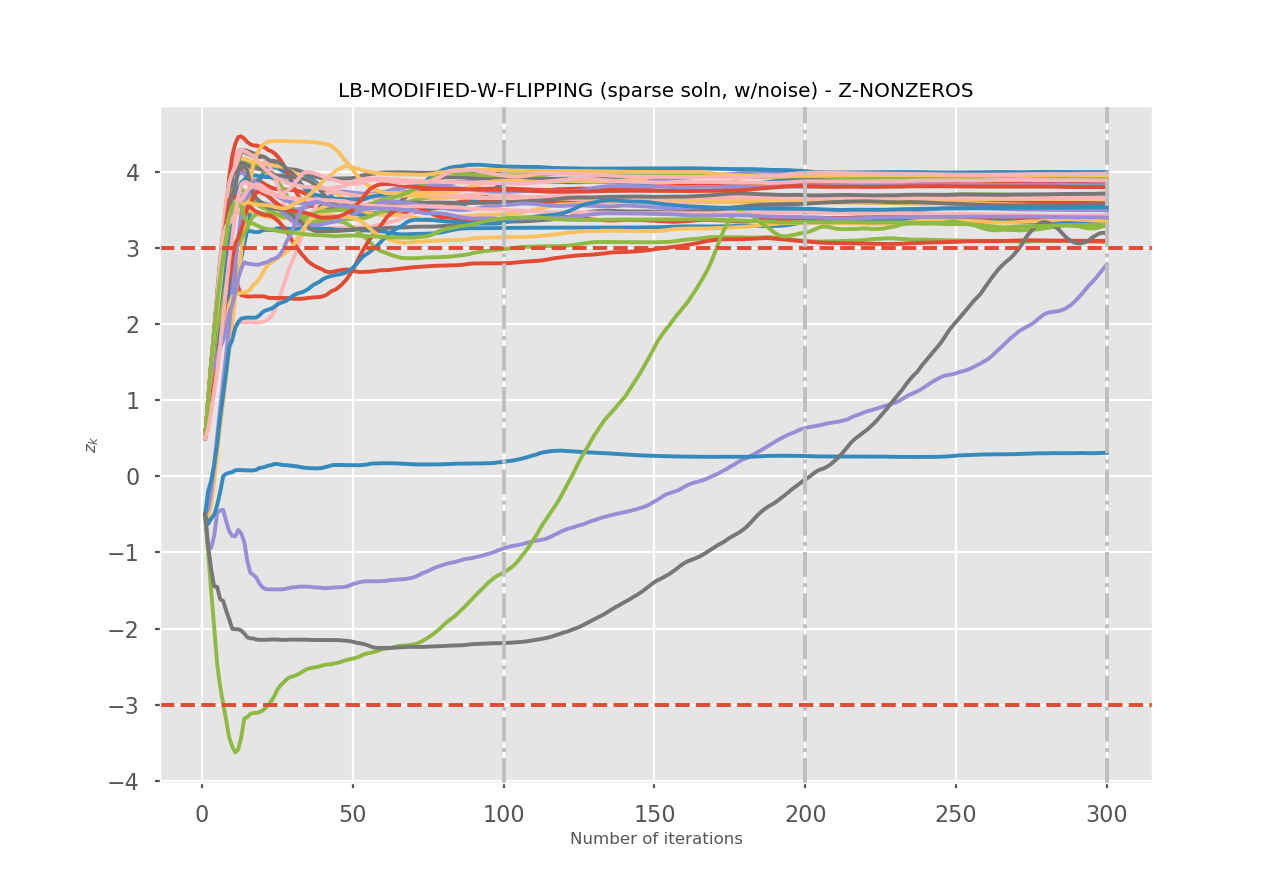 LB-MODIFIED-W-FLIPPING (sparse soln, w/noise) - Z-NONZEROS
4
3
2
1
0
−1
−2
−3
−4
z_k
0 50 100 150 200 250 300
Number of iterations